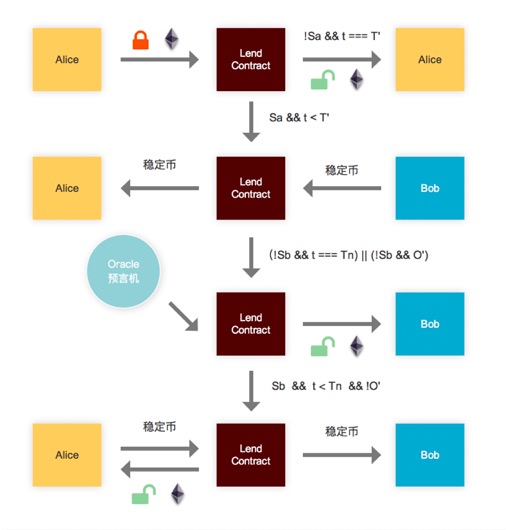 Alice
Lend
Contract
!Sa && t === T'
Alice
Sa && t < T'
Alice
稳定币
Lend
Contract
稳定币
Bob
(!Sb && t === Tn) || (!Sb && O')
Oracle
预言机
Lend
Contract
Bob
Sb && t < Tn && !O'
Alice
稳定币
Lend
Contract
稳定币
Bob